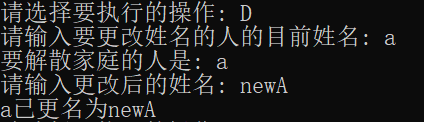 请选择要执行的操作: D
请输入要更改姓名的人的目前姓名: a
要解散家庭的人是: a
请输入更改后的姓名: newA
a已更名为newA